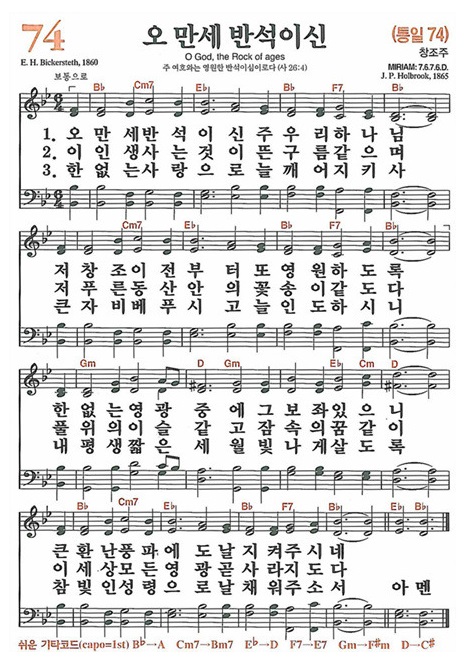 74
오 만세 반석이신
(통일 74)
O God, the Rock of ages
창조주
E. H. Bickersteth, 1860
주 여호와는 영원한 반석이심이로다 (사 26:4)
MIRIAM: 7.6.7.6.D.
보통으로
J. P. Holbrook, 1865
B♭ Cm7 E♭ B♭ F7 B♭
1. 오 만 세 반 석 이 신 주 우 리 하 나 님
2. 이 인 생 사 는 것 이 뜬 구 름 같 으 며
3. 한 없 는 사 랑 으 로 늘 깨 어 지 키 사
Cm7 E♭ B♭ F7 B♭
저 창 조 이 전 부 터 또 영 원 하 도 록
저 푸 른 동 산 안 의 꽃 송 이 같 도 다
큰 자 비 베 푸 시 고 늘 인 도 하 시 니
Gm D Gm E♭ Cm D
한 없 는 영 광 중 에 그 보 좌 있 으 니
풀 위 의 이 슬 같 고 잠 속 의 꿈 같 이
내 평 생 짧 은 세 월 빛 나 게 살 도 록
B♭ Cm7 E♭ B♭ F7 B♭ E♭ B♭
큰 환 난 풍 파 에 도 날 지 켜 주 시 네
이 세 상 모 든 영 광 곧 사 라 지 도 다
참 빛 인 성 령 으 로 날 채 워 주 소 서 아 멘
쉬운 기타코드(capo=1st) B♭→A Cm7→Bm7 E♭→D F7→E7 Gm→F#m D→C#